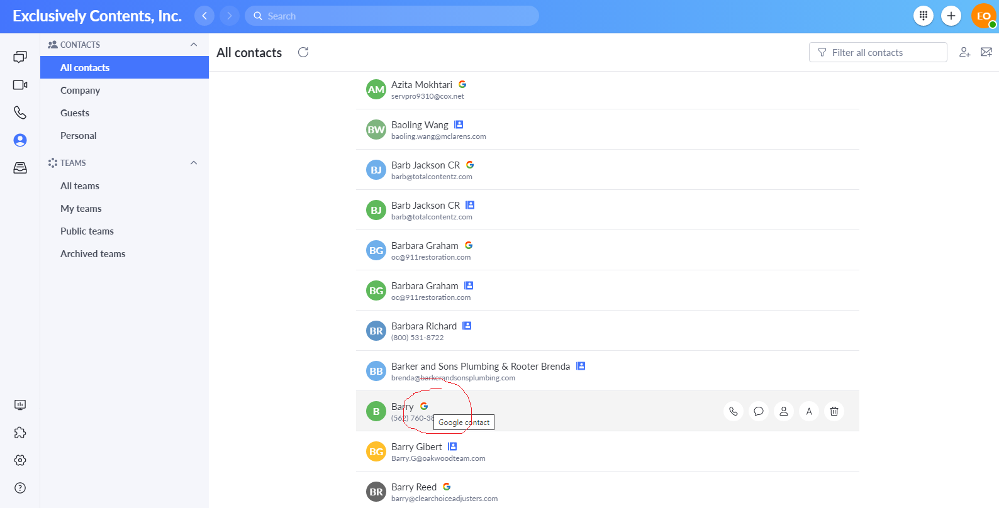 Exclusively Contents, Inc.
Search
EO
CONTACTS
All contacts
Company
Guests
Personal
TEAMS
All teams
My teams
Public teams
Archived teams
All contacts
Filter all contacts
AM
Azita Mokhtari
servpro9310@cox.net
BW
Baoling Wang
baoling.wang@mclarens.com
BJ
Barb Jackson CR
barb@totalcontentz.com
BJ
Barb Jackson CR
barb@totalcontentz.com
BG
Barbara Graham
oc@911restoration.com
BG
Barbara Graham
oc@911restoration.com
BR
Barbara Richard
(800) 531-8722
BB
Barker and Sons Plumbing & Rooter Brenda
brenda@barkerandsonsplumbing.com
B
Barry
(562) 760-38
Google contact
A
BG
Barry Gibert
Barry.G@oakwoodteam.com
BR
Barry Reed
barry@clearchoiceadjusters.com